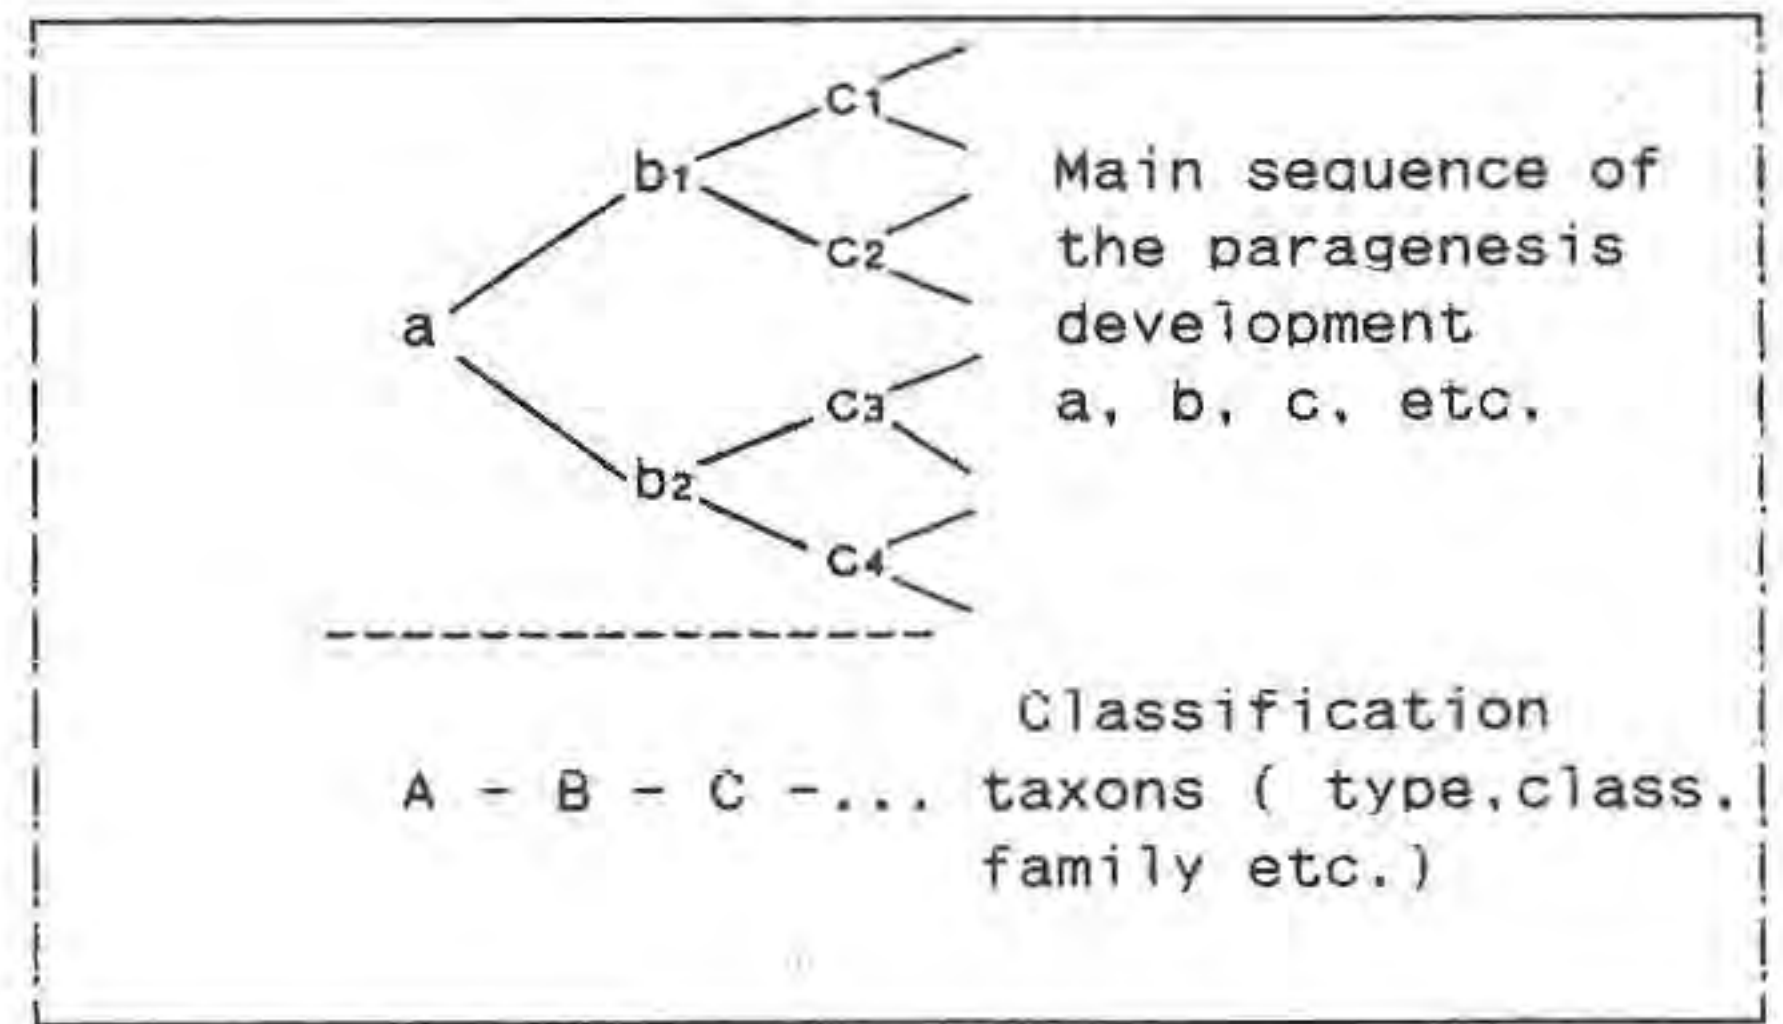 c1
b1
Main sequence of
c2
the paragenesis
a
development
c3
a, b, c, etc.
b2
c4
Classification
A - B - C -... taxons ( type,class,
family etc.)